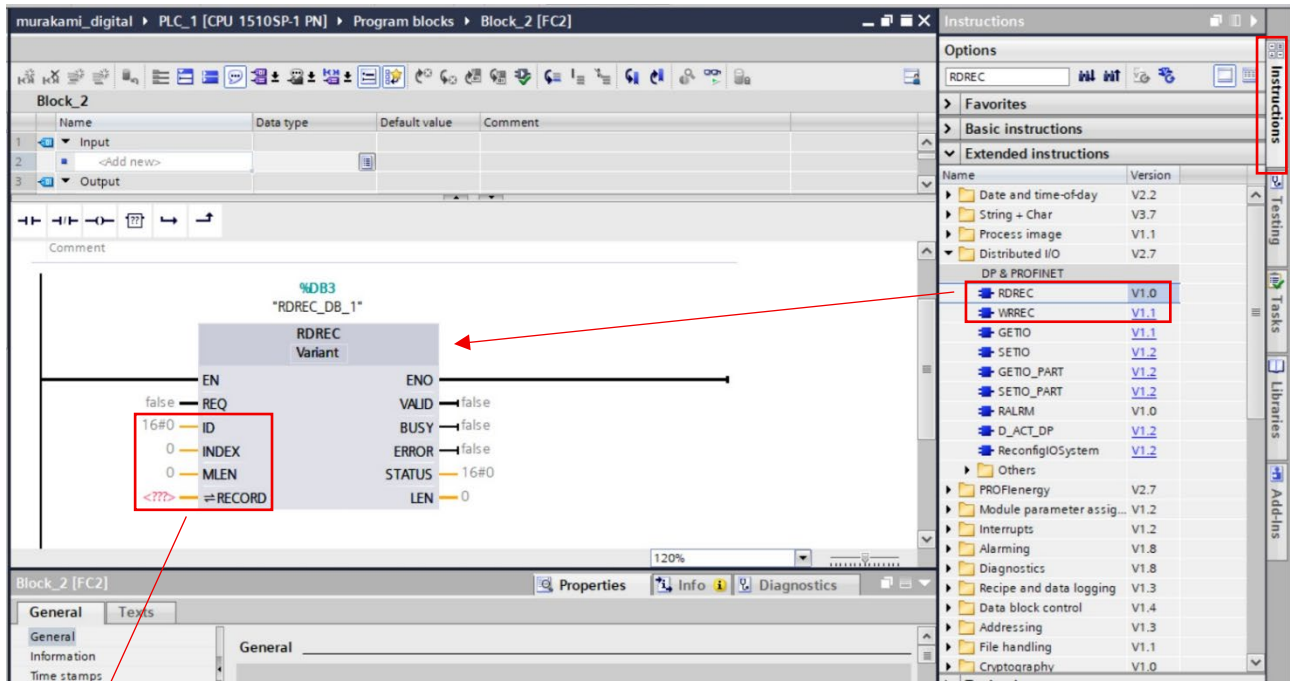 murakami_digital ▸ PLC_1 [CPU 1510SP-1 PN] ▸ Program blocks ▸ Block_2 [FC2]
Block_2
Name Data type Default value Comment
1 Input
2 <Add new>
3 Output
Comment
%DB3
"RDREC_DB_1"
RDREC
Variant
EN ENO
false REQ VALID false
16#0 ID BUSY false
0 INDEX ERROR false
0 MLEN STATUS 16#0
<???> RECORD LEN 0
120%
Block_2 [FC2]
Properties Info Diagnostics
General Texts
General
Information
Time stamps
General
Instructions
Options
RDREC
Favorites
Basic instructions
Extended instructions
Name Version
Date and time-of-day V2.2
String + Char V3.7
Process image V1.1
Distributed I/O V2.7
DP & PROFINET
RDREC V1.0
WRREC V1.1
GETIO V1.1
SETIO V1.2
GETIO_PART V1.2
SETIO_PART V1.2
RALRM V1.0
D_ACT_DP V1.2
ReconfigIOSystem V1.2
Others
PROFIenergy V2.7
Module parameter assig... V1.2
Interrupts V1.2
Alarming V1.8
Diagnostics V1.8
Recipe and data logging V1.3
Data block control V1.4
Addressing V1.3
File handling V1.1
Cryptography V1.0
Instructions
Testing
Tasks
Libraries
Add-Ins